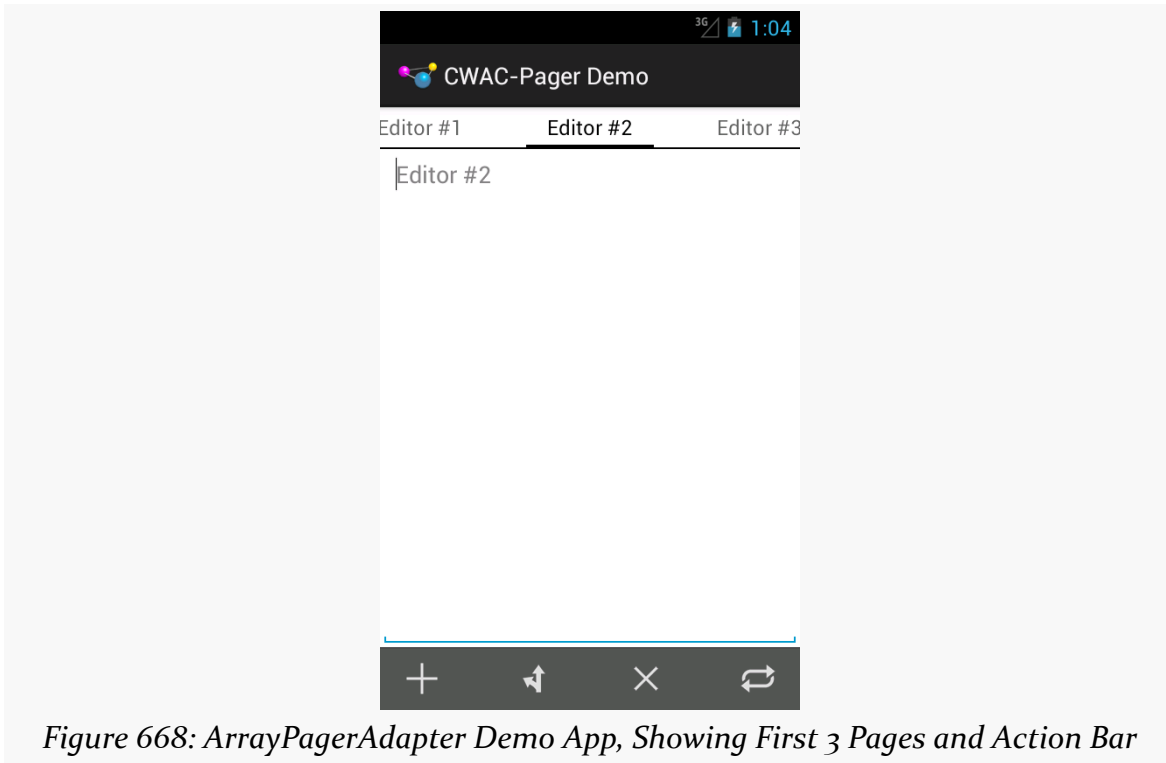 3G 1:04
CWAC-Pager Demo
Editor #1 Editor #2 Editor #3
Editor #2
Figure 668: ArrayPagerAdapter Demo App, Showing First 3 Pages and Action Bar